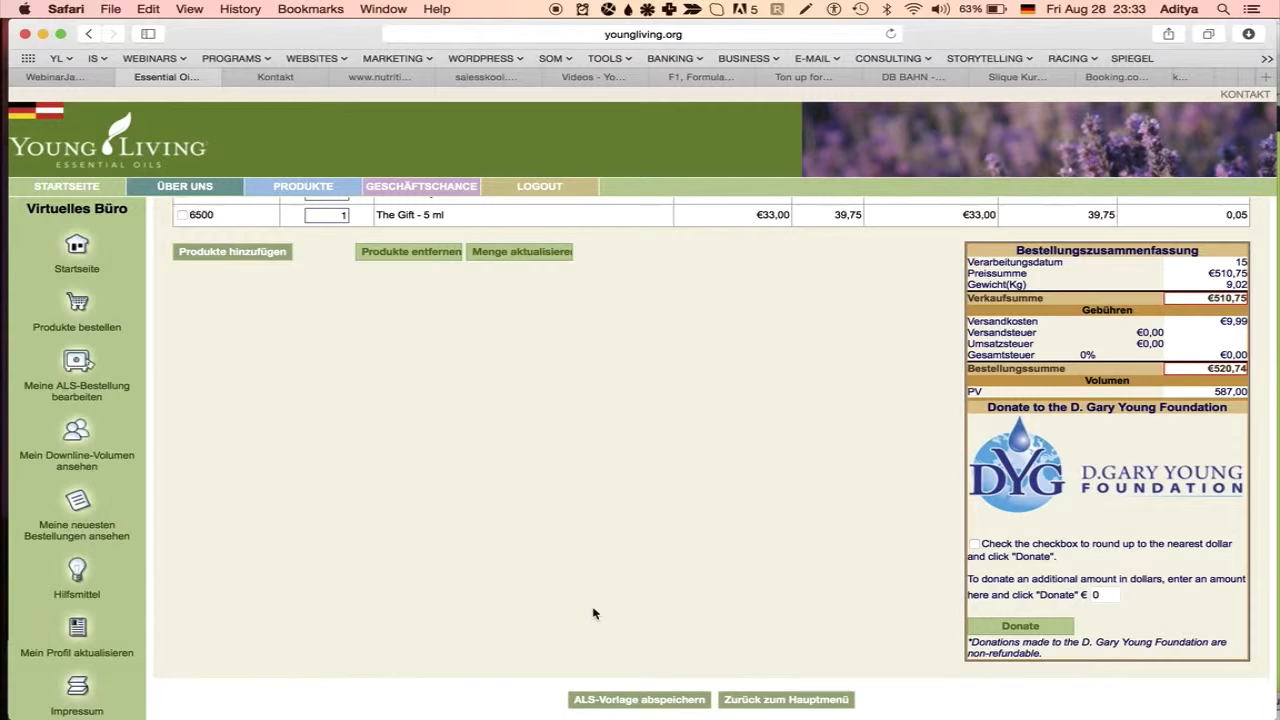 Safari File Edit View History Bookmarks Window Help
5 63% Fri Aug 28 23:33 Aditya
youngliving.org
YL IS WEBINARS PROGRAMS WEBSITES MARKETING WORDPRESS SOM TOOLS BANKING BUSINESS E-MAIL CONSULTING STORYTELLING RACING SPIEGEL
WebinarJa... Essential Oi... Kontakt www.nutriti... salesskool.... Videos - Yo... F1, Formula... Ton up for... DB BAHN -... Slique Kur... Booking.co... k...
KONTAKT
YOUNG LIVING
ESSENTIAL OILS
STARTSEITE ÜBER UNS PRODUKTE GESCHÄFTSCHANCE LOGOUT
Virtuelles Büro
Startseite
Produkte bestellen
Meine ALS-Bestellung
bearbeiten
Mein Downline-Volumen
ansehen
Meine neuesten
Bestellungen ansehen
Hilfsmittel
Mein Profil aktualisieren
Impressum
6500 1 The Gift - 5 ml €33,00 39,75 €33,00 39,75 0,05
Produkte hinzufügen Produkte entfernen Menge aktualisieren
Bestellungszusammenfassung
Verarbeitungsdatum 15
Preissumme €510,75
Gewicht(Kg) 9,02
Verkaufsumme €510,75
Gebühren
Versandkosten €9,99
Versandsteuer €0,00
Umsatzsteuer €0,00
Gesamtsteuer 0% €0,00
Bestellungssumme €520,74
Volumen
PV 587,00
Donate to the D. Gary Young Foundation
DYG D.GARY YOUNG
FOUNDATION
Check the checkbox to round up to the nearest dollar
and click "Donate".
To donate an additional amount in dollars, enter an amount
here and click "Donate" € 0
Donate
*Donations made to the D. Gary Young Foundation are
non-refundable.
ALS-Vorlage abspeichern Zurück zum Hauptmenü